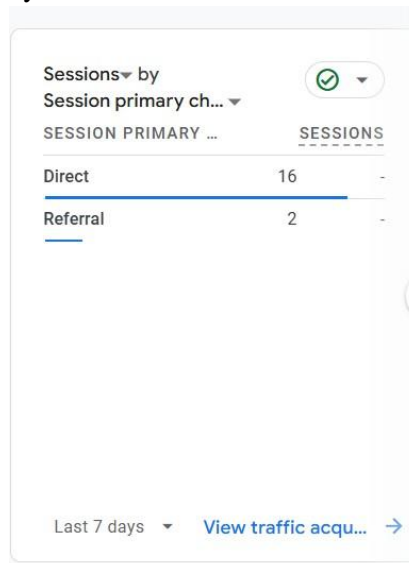 Sessions by
Session primary ch...
SESSION PRIMARY ... SESSIONS
Direct 16 -
Referral 2 -
Last 7 days View traffic acqu...